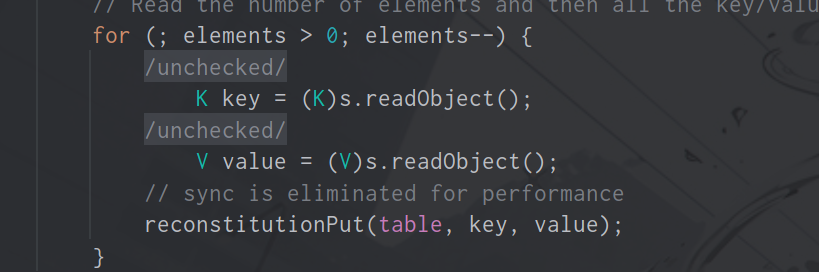 // Read the number of elements and then all the key/valu
for (; elements > 0; elements--) {
/unchecked/
K key = (K)s.readObject();
/unchecked/
V value = (V)s.readObject();
// sync is eliminated for performance
reconstitutionPut(table, key, value);
}